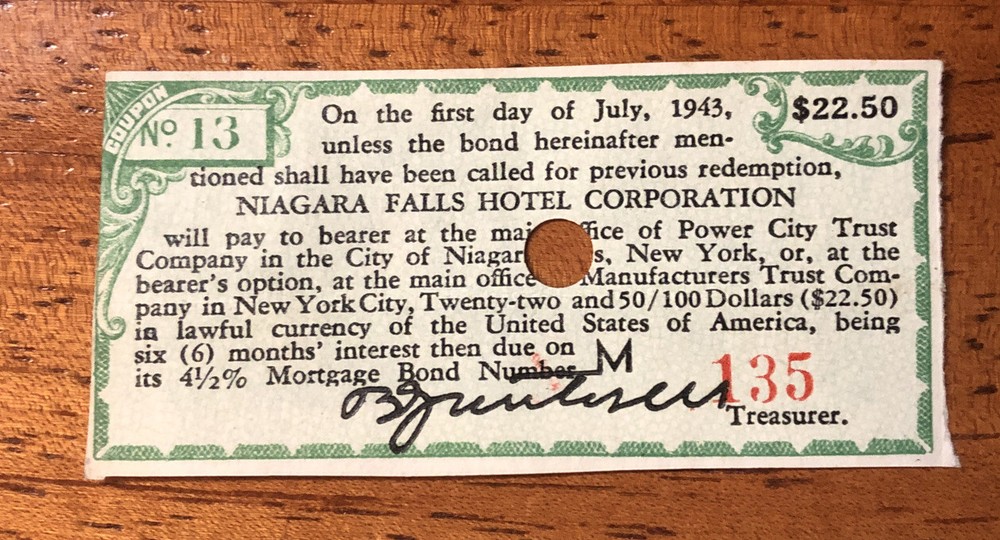 COUPON
No 13
$22.50
On the first day of July, 1943,
unless the bond hereinafter men-
tioned shall have been called for previous redemption,
NIAGARA FALLS HOTEL CORPORATION
will pay to bearer at the mai fice of Power City Trust
Company in the City of Niagar s, New York, or, at the
bearer's option, at the main office Manufacturers Trust Com-
pany in New York City, Twenty-two and 50/100 Dollars ($22.50)
in lawful currency of the United States of America, being
six (6) months' interest then due on
its 4½% Mortgage Bond Number M 135
Treasurer.